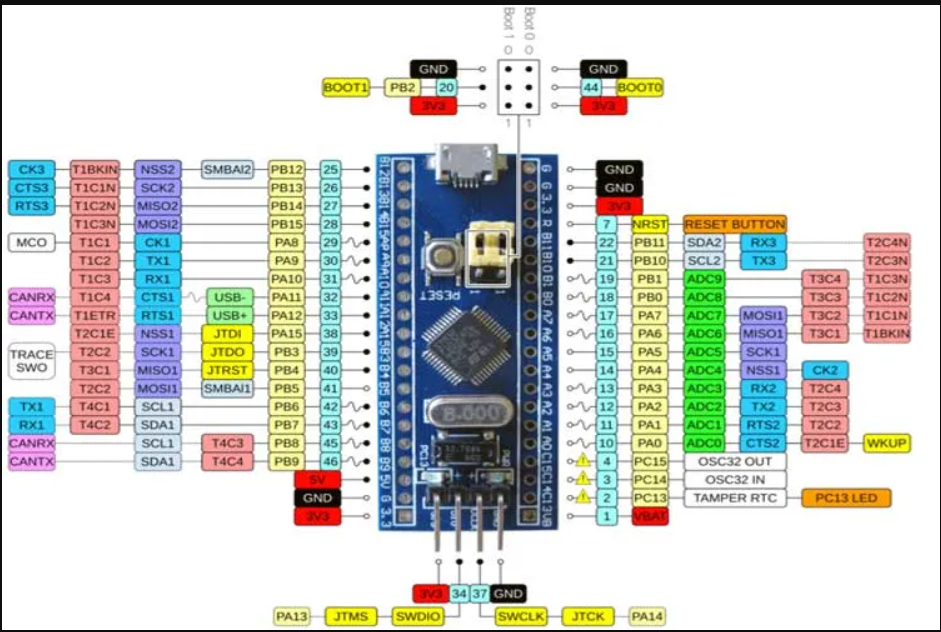 Boot 1 Boot 0
GND GND
BOOT1 PB2 20 44 BOOT0
3V3 3V3
1 1
CK3 T1BKIN NSS2 SMBAI2 PB12 25 GND
CTS3 T1C1N SCK2 PB13 26 GND
RTS3 T1C2N MISO2 PB14 27 3V3
T1C3N MOSI2 PB15 28 7 NRST RESET BUTTON
MCO T1C1 CK1 PA8 29 22 PB11 SDA2 RX3 T2C4N
T1C2 TX1 PA9 30 21 PB10 SCL2 TX3 T2C3N
T1C3 RX1 PA10 31 19 PB1 ADC9 T3C4 T1C3N
CANRX T1C4 CTS1 USB- PA11 32 18 PB0 ADC8 T3C3 T1C2N
CANTX T1ETR RTS1 USB+ PA12 33 17 PA7 ADC7 MOSI1 T3C2 T1C1N
T2C1E NSS1 JTDI PA15 38 16 PA6 ADC6 MISO1 T3C1 T1BKIN
TRACE SWO T2C2 SCK1 JTDO PB3 39 15 PA5 ADC5 SCK1
T3C1 MISO1 JTRST PB4 40 14 PA4 ADC4 NSS1 CK2
T2C2 MOSI1 SMBAI1 PB5 41 13 PA3 ADC3 RX2 T2C4
TX1 T4C1 SCL1 PB6 42 12 PA2 ADC2 TX2 T2C3
RX1 T4C2 SDA1 PB7 43 11 PA1 ADC1 RTS2 T2C2
CANRX SCL1 T4C3 PB8 45 10 PA0 ADC0 CTS2 T2C1E WKUP
CANTX SDA1 T4C4 PB9 46 4 PC15 OSC32 OUT
5V 3 PC14 OSC32 IN
GND 2 PC13 TAMPER RTC PC13 LED
3V3 1 VBAT
RESET
8.000
PC13
3V3 34 37 GND
PA13 JTMS SWDIO SWCLK JTCK PA14